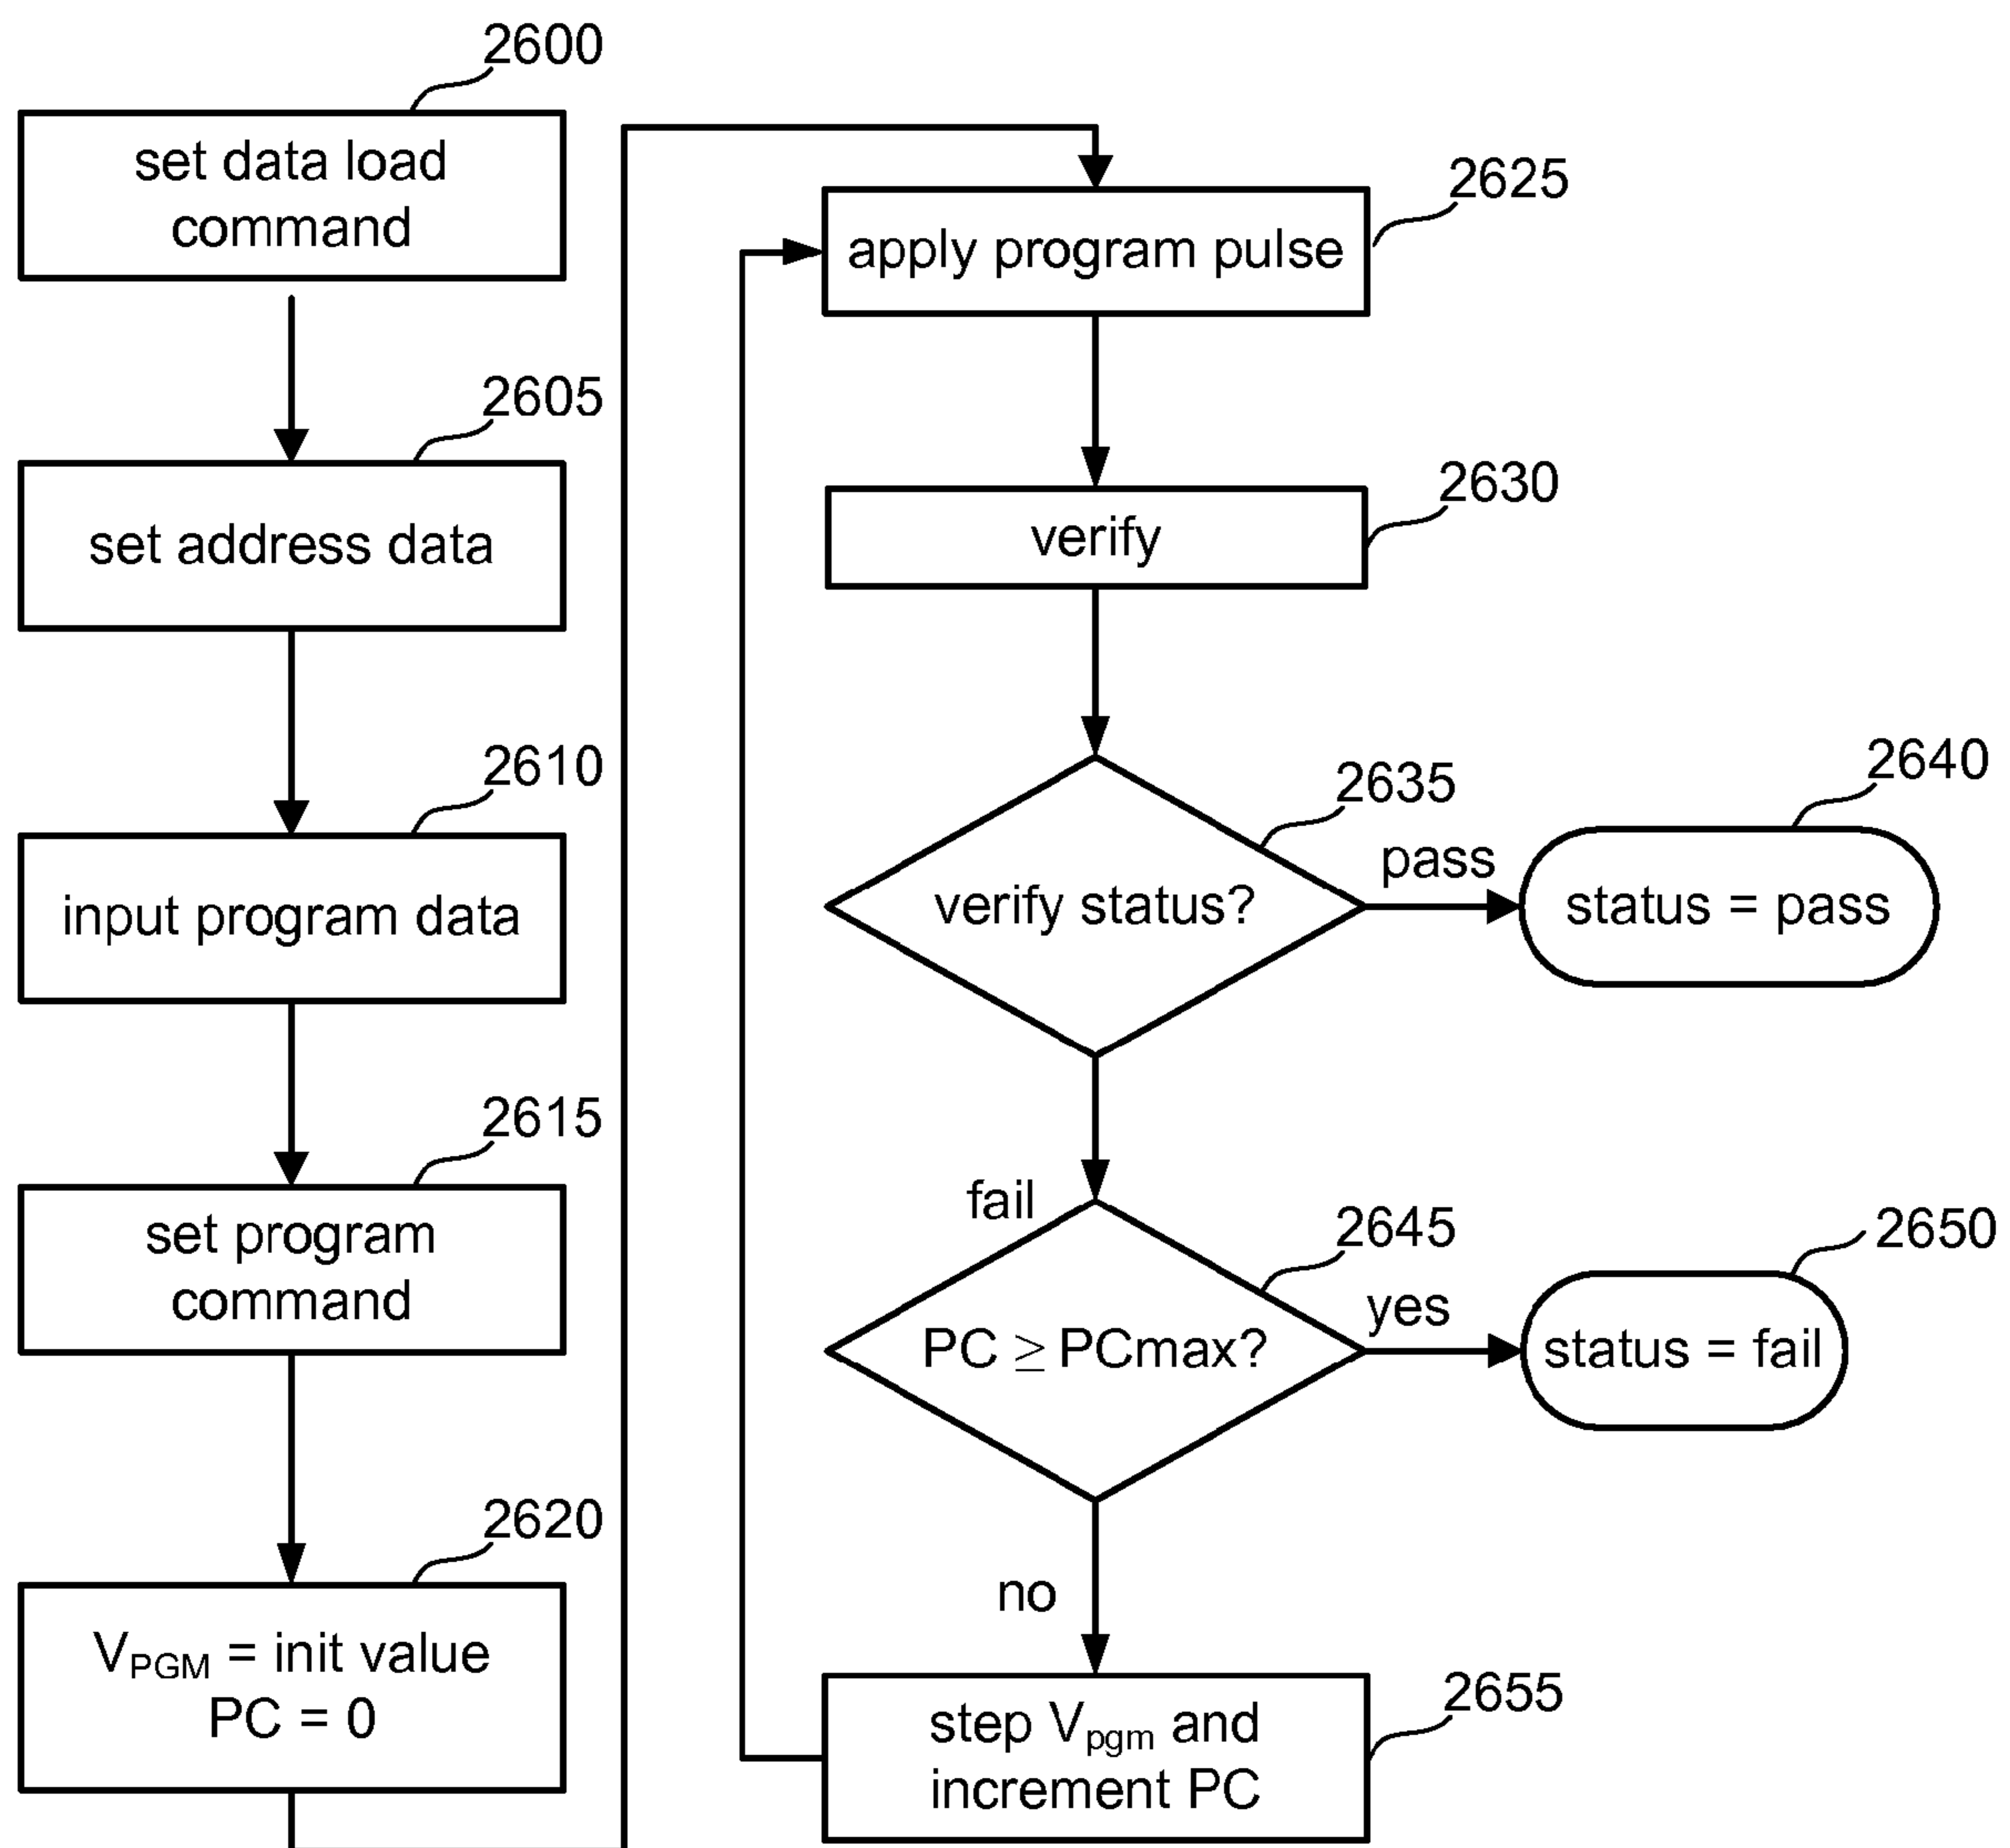 2600
set data load
command
2605
set address data
2610
input program data
2615
set program
command
2620
VPGM = init value
PC = 0
2625
apply program pulse
2630
verify
2635
verify status?
pass
2640
status = pass
fail
2645
PC ≥ PCmax?
yes
2650
status = fail
no
2655
step Vpgm and
increment PC